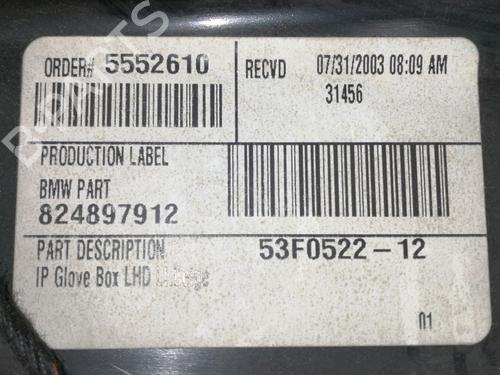 ORDER# 5552610
RECVD 07/31/2003 08:09 AM
31456
PRODUCTION LABEL
BMW PART
824897912
PART DESCRIPTION
53F0522-12
IP Glove Box LHD
01
B-PARTS